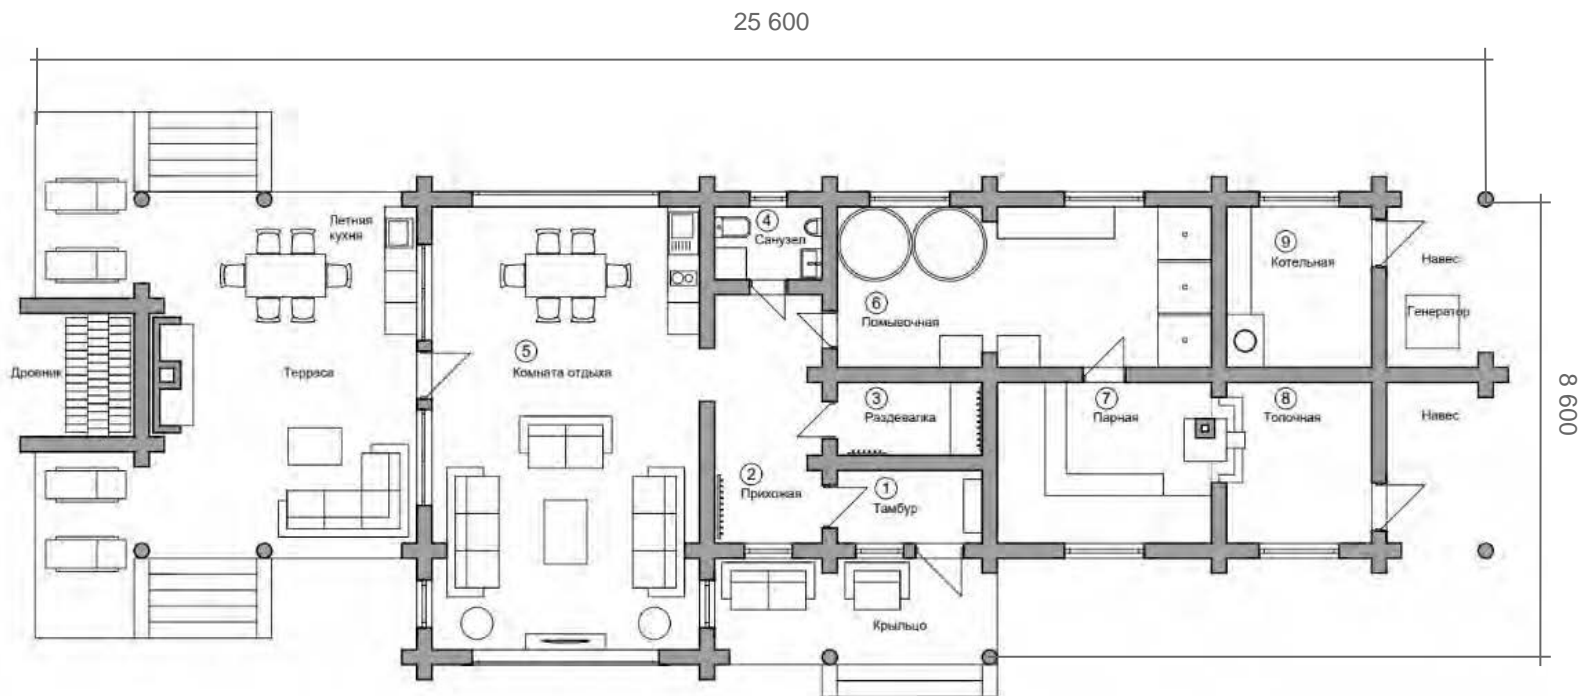 25 600
Летняя
кухня
4
Санузел
9
Котельная
Навес
6
Помывочная
Генератор
Дровник
Терраса
5
Комната отдыха
3
Раздевалка
7
Парная
8
Топочная
Навес
8 600
2
Прихожая
1
Тамбур
Крыльцо